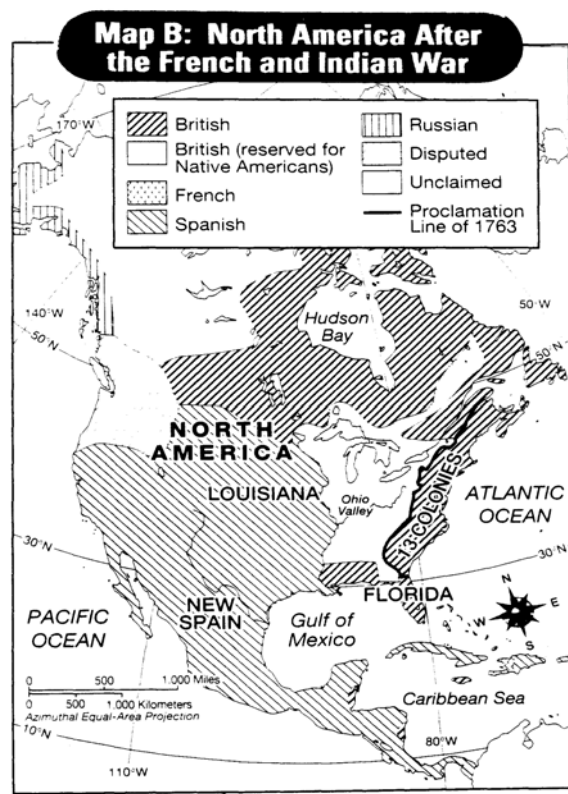 Map B: North America After
the French and Indian War
British
British (reserved for
Native Americans)
French
Spanish
Russian
Disputed
Unclaimed
Proclamation
Line of 1763
170°W
140°W
50°N
Hudson
Bay
50°W
50°N
NORTH
AMERICA
LOUISIANA
Ohio
Valley
13 COLONIES
ATLANTIC
OCEAN
30°N
30°N
FLORIDA
N
E
W
S
NEW
SPAIN
Gulf of
Mexico
PACIFIC
OCEAN
0 500 1,000 Miles
0 500 1,000 Kilometers
Azimuthal Equal-Area Projection
Caribbean Sea
10°N
110°W
80°W